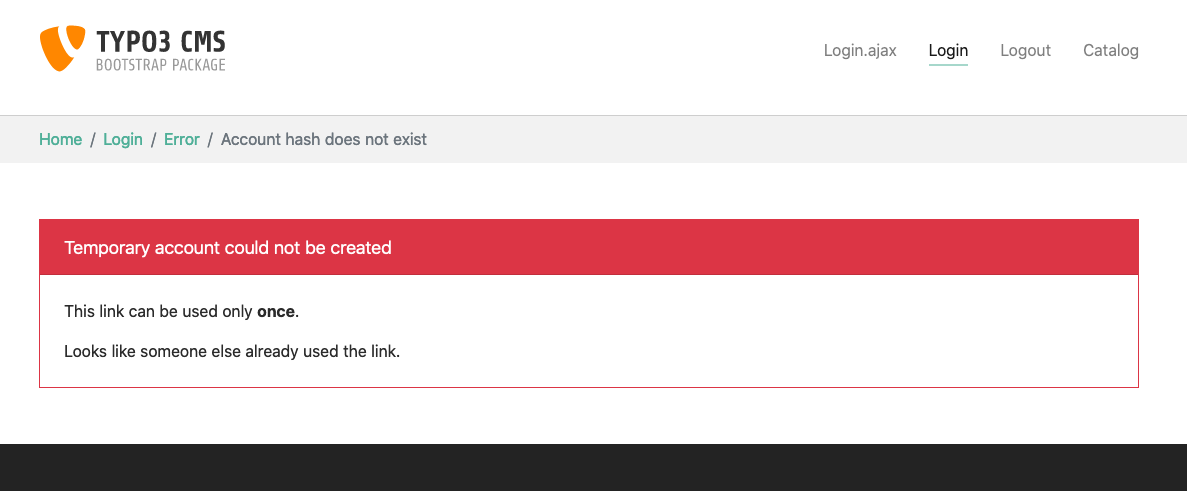 TYPO3 CMS
BOOTSTRAP PACKAGE
Login.ajax Login Logout Catalog
Home / Login / Error / Account hash does not exist
Temporary account could not be created
This link can be used only once.
Looks like someone else already used the link.